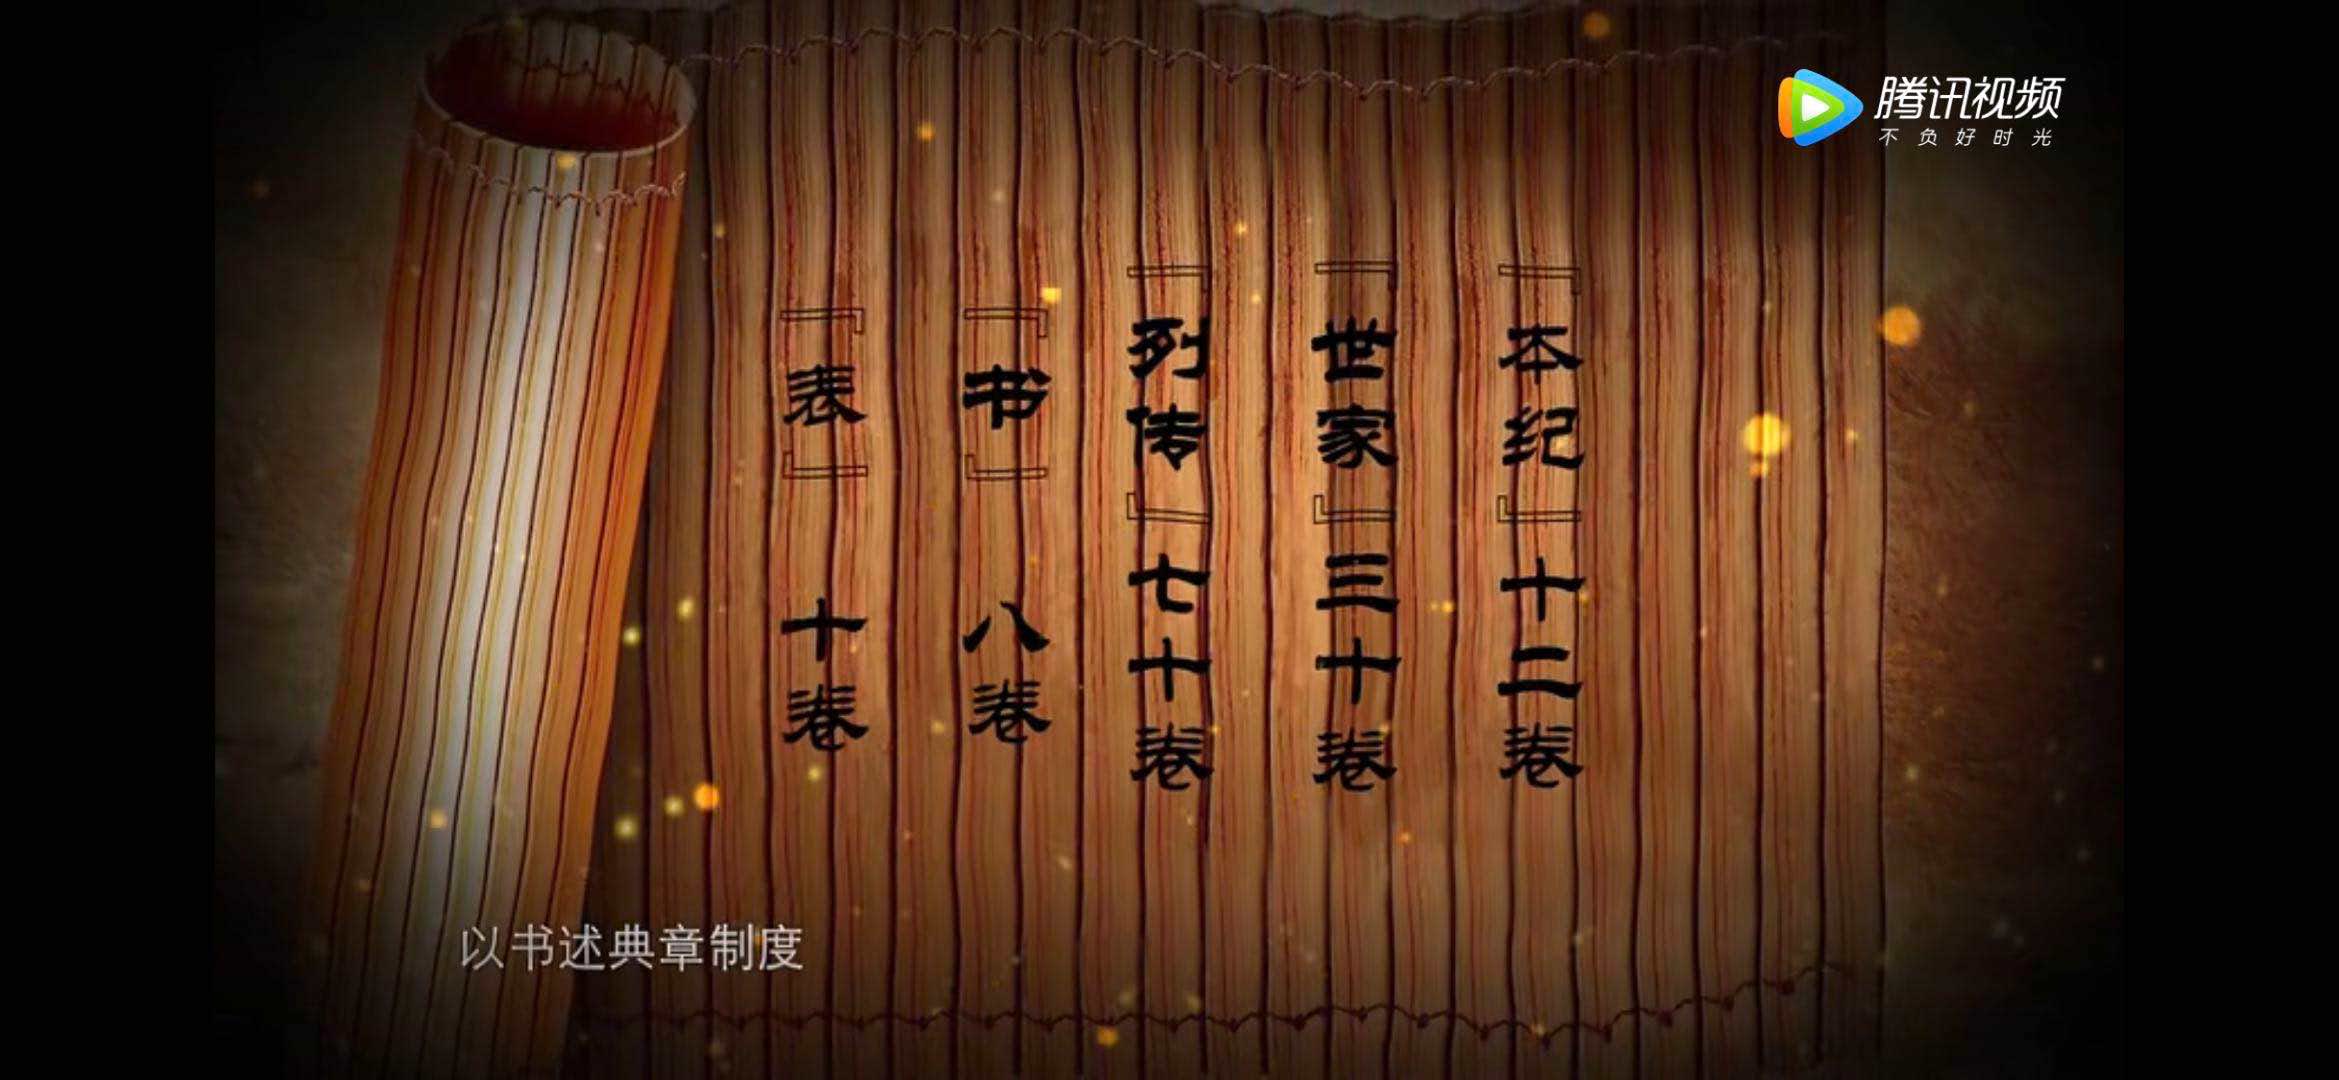 腾讯视频
不负好时光
『本纪』十二卷
『世家』三十卷
『列传』七十卷
『书』八卷
『表』十卷
以书述典章制度